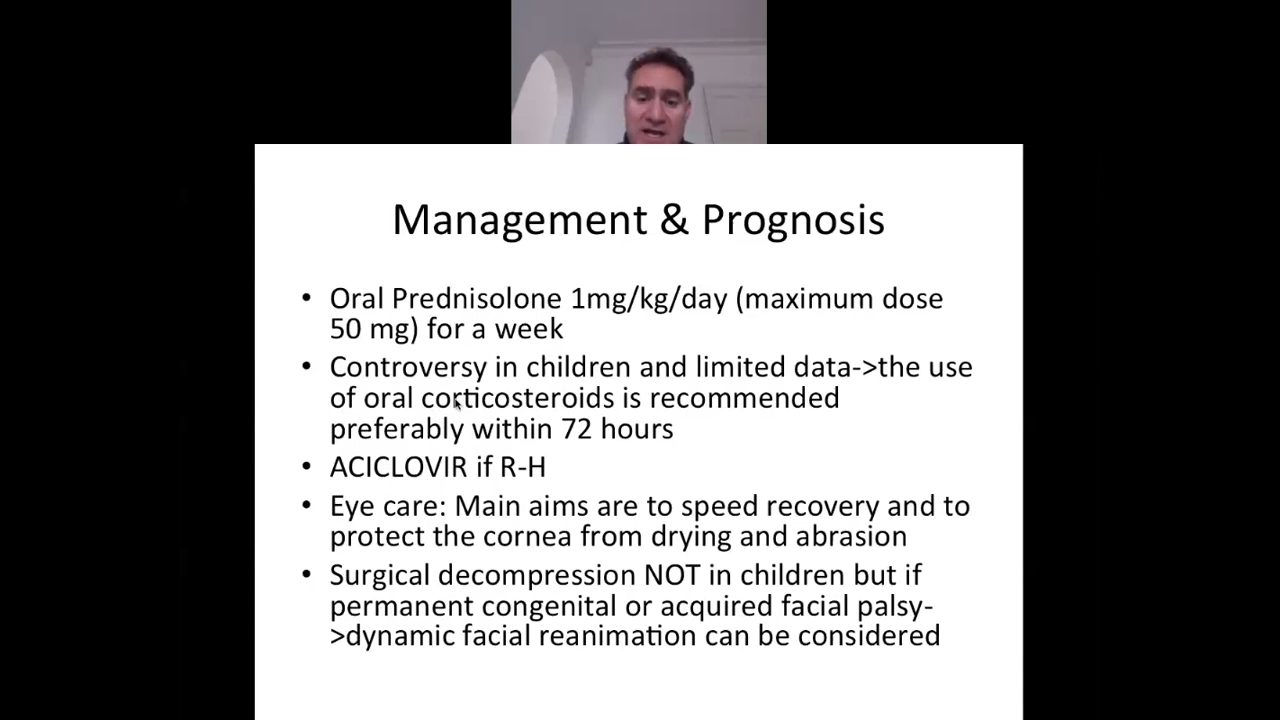 Management & Prognosis
• Oral Prednisolone 1mg/kg/day (maximum dose
50 mg) for a week
• Controversy in children and limited data->the use
of oral corticosteroids is recommended
preferably within 72 hours
• ACICLOVIR if R-H
• Eye care: Main aims are to speed recovery and to
protect the cornea from drying and abrasion
• Surgical decompression NOT in children but if
permanent congenital or acquired facial palsy-
>dynamic facial reanimation can be considered